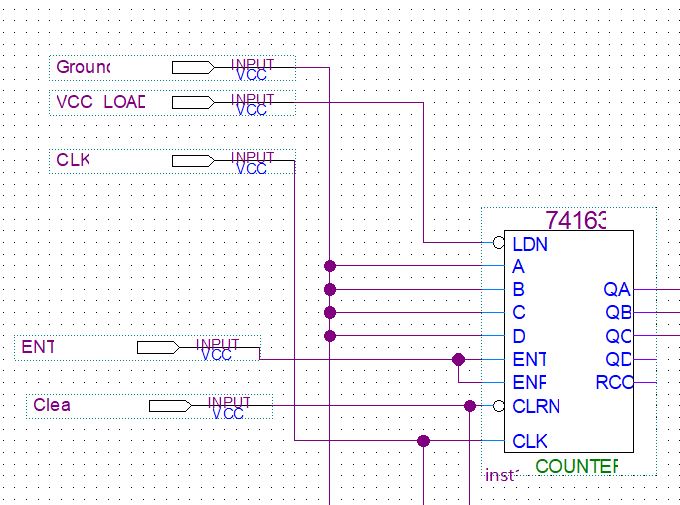 Ground INPUT
VCC
VCC LOAD INPUT
VCC
CLK INPUT
VCC
74163
LDN
A
B QA
C QB
D QC
ENT INPUT
VCC
ENT QD
ENP RCO
Clea INPUT
VCC
CLRN
CLK
COUNTER
inst